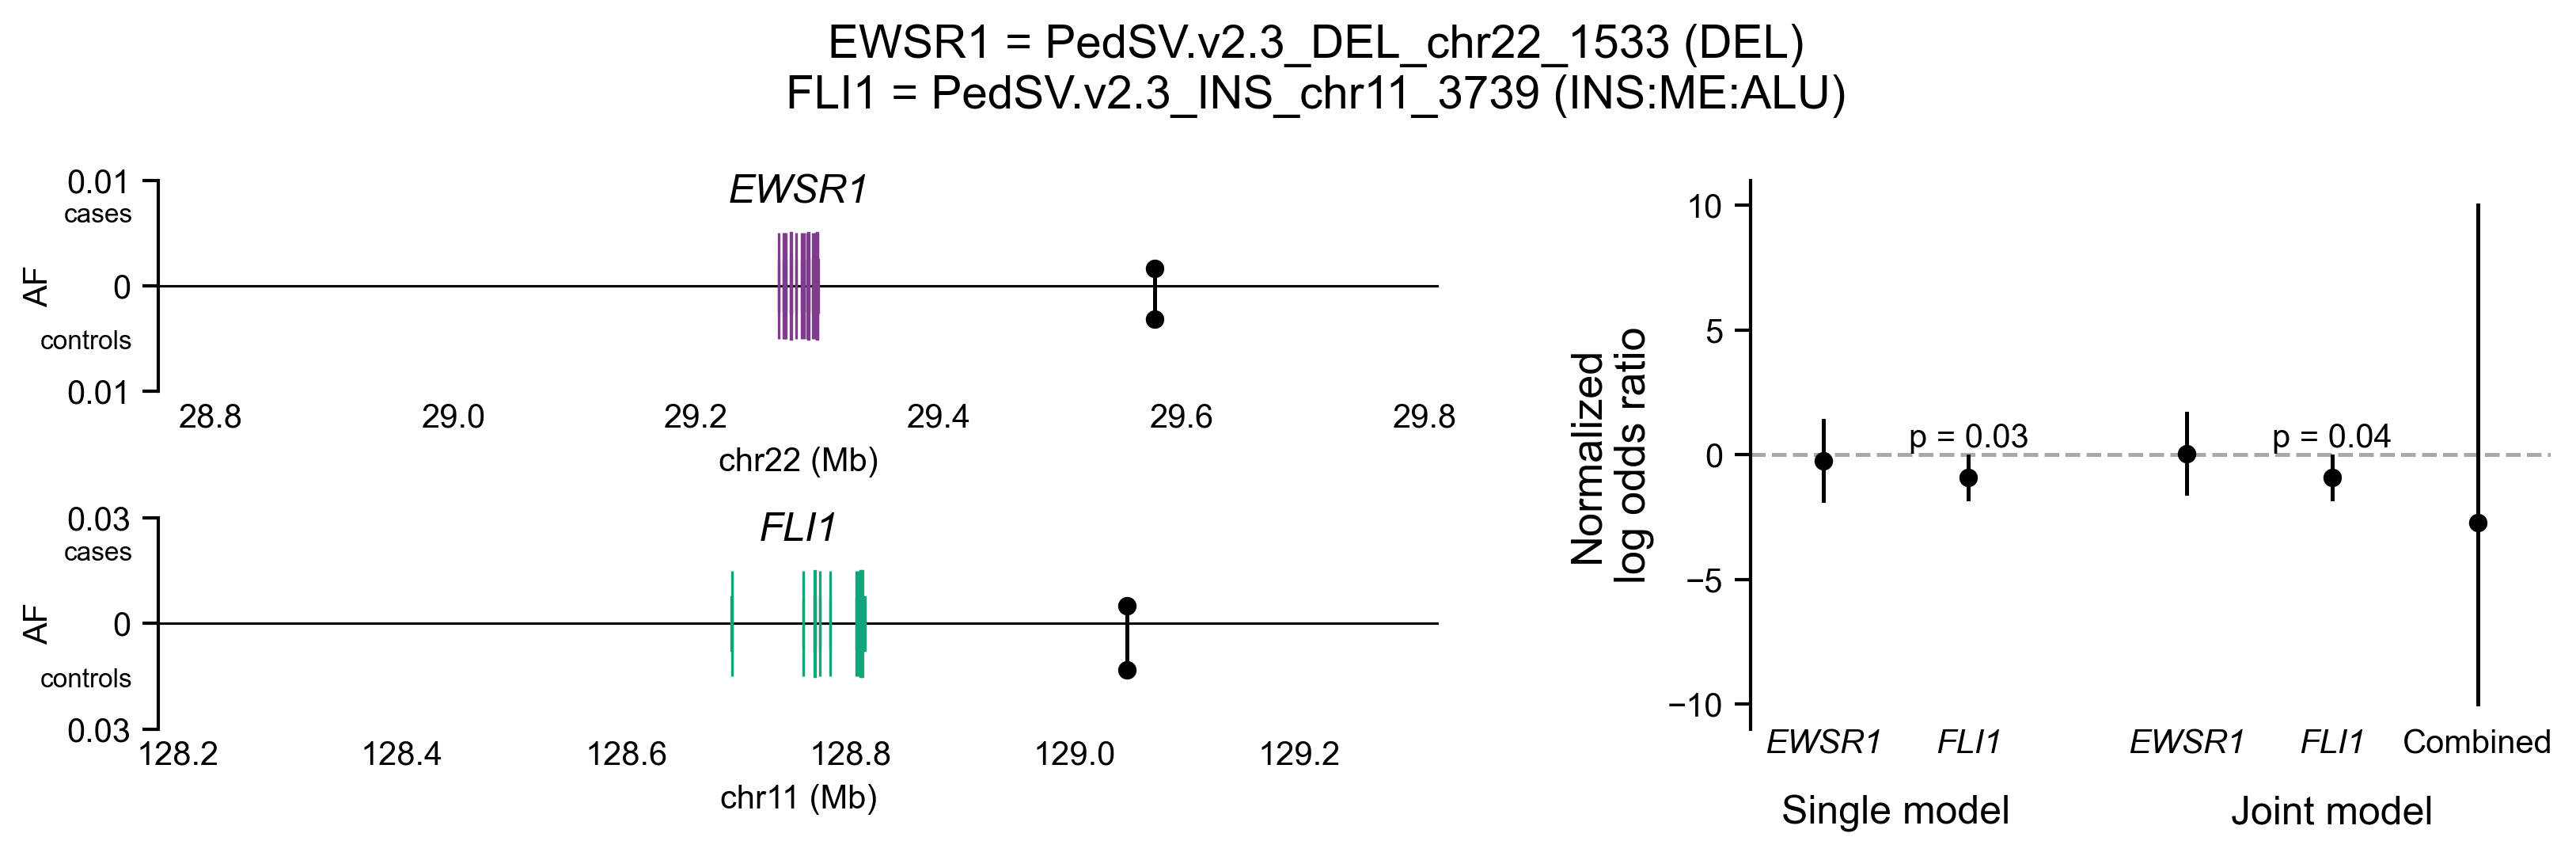 EWSR1 = PedSV.v2.3_DEL_chr22_1533 (DEL)
FLI1 = PedSV.v2.3_INS_chr11_3739 (INS:ME:ALU)
EWSR1
0.01
cases
AF
0
controls
0.01
28.8 29.0 29.2 29.4 29.6 29.8
chr22 (Mb)
FLI1
0.03
cases
AF
0
controls
0.03
128.2 128.4 128.6 128.8 129.0 129.2
chr11 (Mb)
Normalized
log odds ratio
10
5
0
−5
−10
p = 0.03 p = 0.04
EWSR1 FLI1 EWSR1 FLI1 Combined
Single model Joint model